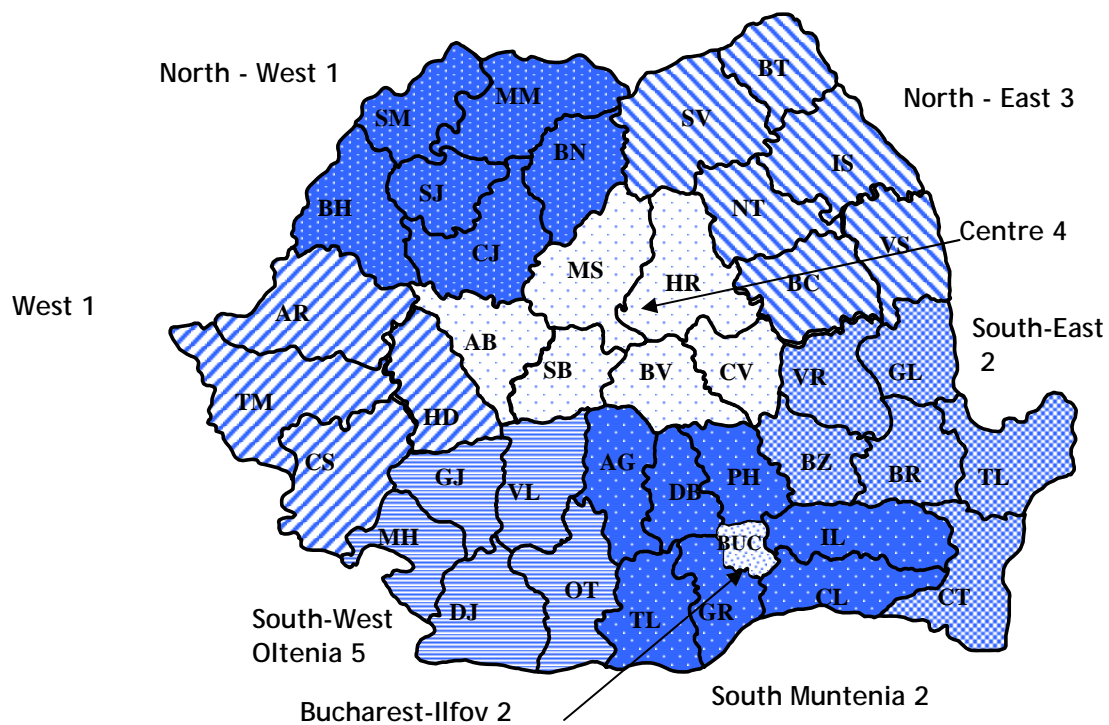 North - West 1
BT
MM
North - East 3
SM
SV
BN
IS
SJ
NT
BH
VS
Centre 4
CJ
MS
HR
BC
West 1
AR
South-East
2
AB
SB
BV
CV
VR
GL
TM
HD
CS
GJ
VL
AG
DB
PH
BZ
BR
TL
MH
BUC
IL
DJ
OT
TL
GR
CL
CT
South-West
Oltenia 5
South Muntenia 2
Bucharest-Ilfov 2